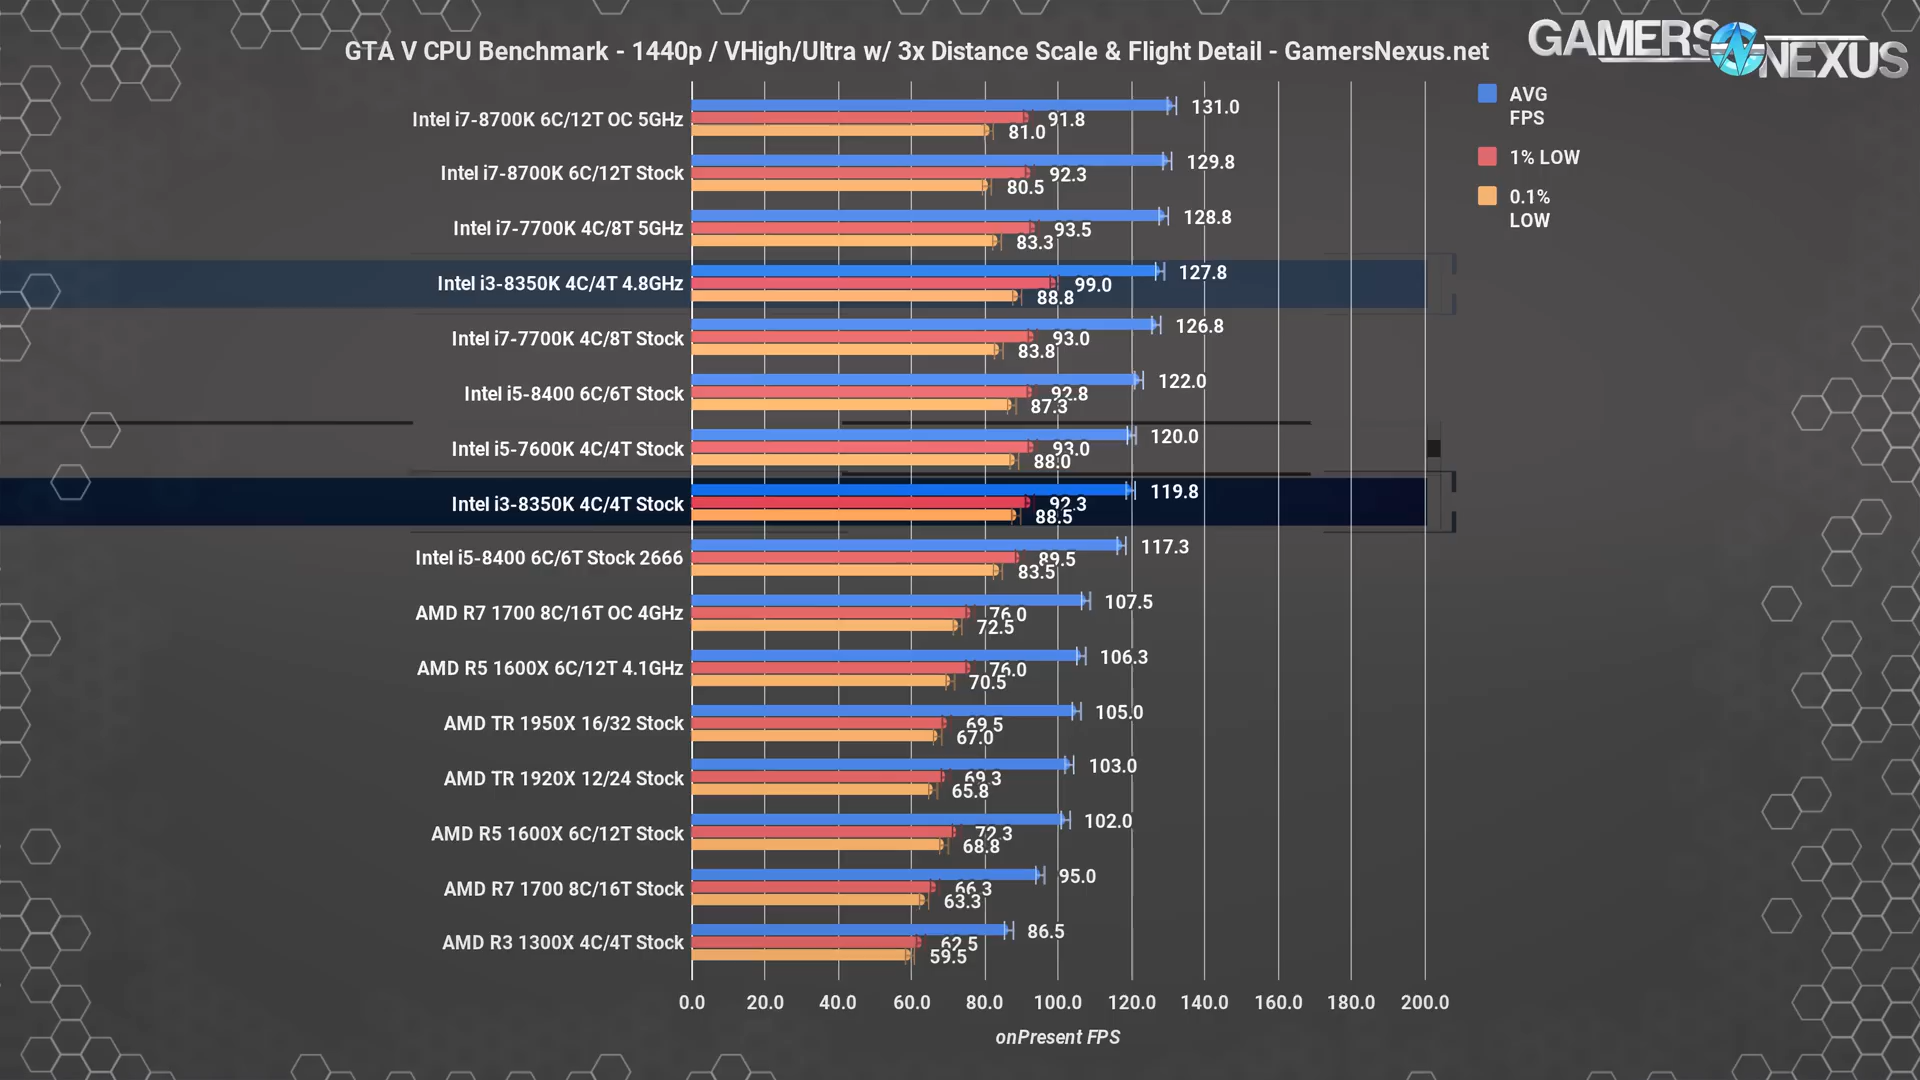 GTA V CPU Benchmark - 1440p / VHigh/Ultra w/ 3x Distance Scale & Flight Detail - GamersNexus.net
GAMERS NEXUS
AVG
FPS
1% LOW
0.1%
LOW
Intel i7-8700K 6C/12T OC 5GHz
131.0
91.8
81.0
Intel i7-8700K 6C/12T Stock
129.8
92.3
80.5
Intel i7-7700K 4C/8T 5GHz
128.8
93.5
83.3
Intel i3-8350K 4C/4T 4.8GHz
127.8
99.0
88.8
Intel i7-7700K 4C/8T Stock
126.8
93.0
83.8
Intel i5-8400 6C/6T Stock
122.0
92.8
87.3
Intel i5-7600K 4C/4T Stock
120.0
93.0
88.0
Intel i3-8350K 4C/4T Stock
119.8
92.3
88.5
Intel i5-8400 6C/6T Stock 2666
117.3
89.5
83.5
AMD R7 1700 8C/16T OC 4GHz
107.5
76.0
72.5
AMD R5 1600X 6C/12T 4.1GHz
106.3
76.0
70.5
AMD TR 1950X 16/32 Stock
105.0
69.5
67.0
AMD TR 1920X 12/24 Stock
103.0
69.3
65.8
AMD R5 1600X 6C/12T Stock
102.0
72.3
68.8
AMD R7 1700 8C/16T Stock
95.0
66.3
63.3
AMD R3 1300X 4C/4T Stock
86.5
62.5
59.5
0.0 20.0 40.0 60.0 80.0 100.0 120.0 140.0 160.0 180.0 200.0
onPresent FPS